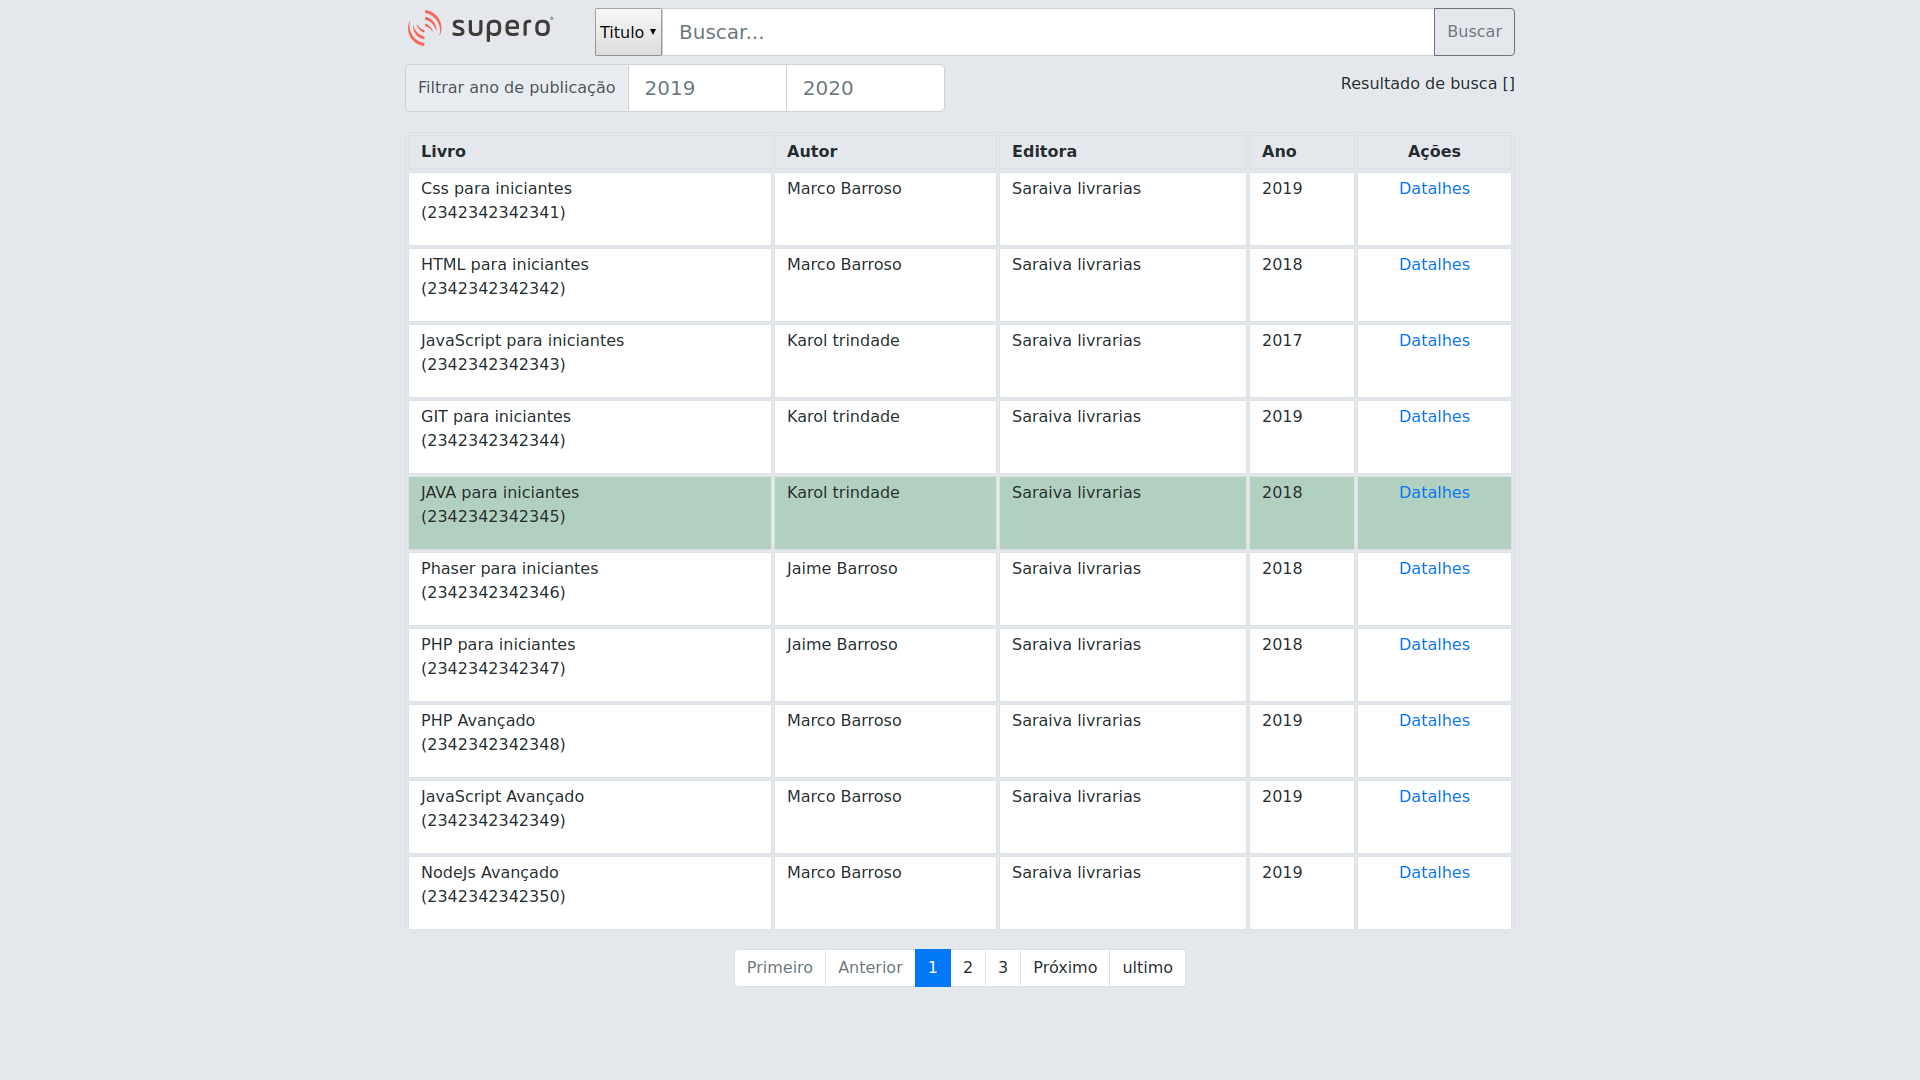 supero
Titulo Buscar... Buscar
Filtrar ano de publicação 2019 2020 Resultado de busca []
Livro Autor Editora Ano Ações
Css para iniciantes Marco Barroso Saraiva livrarias 2019 Datalhes
(2342342342341)
HTML para iniciantes Marco Barroso Saraiva livrarias 2018 Datalhes
(2342342342342)
JavaScript para iniciantes Karol trindade Saraiva livrarias 2017 Datalhes
(2342342342343)
GIT para iniciantes Karol trindade Saraiva livrarias 2019 Datalhes
(2342342342344)
JAVA para iniciantes Karol trindade Saraiva livrarias 2018 Datalhes
(2342342342345)
Phaser para iniciantes Jaime Barroso Saraiva livrarias 2018 Datalhes
(2342342342346)
PHP para iniciantes Jaime Barroso Saraiva livrarias 2018 Datalhes
(2342342342347)
PHP Avançado Marco Barroso Saraiva livrarias 2019 Datalhes
(2342342342348)
JavaScript Avançado Marco Barroso Saraiva livrarias 2019 Datalhes
(2342342342349)
NodeJs Avançado Marco Barroso Saraiva livrarias 2019 Datalhes
(2342342342350)
Primeiro Anterior 1 2 3 Próximo ultimo